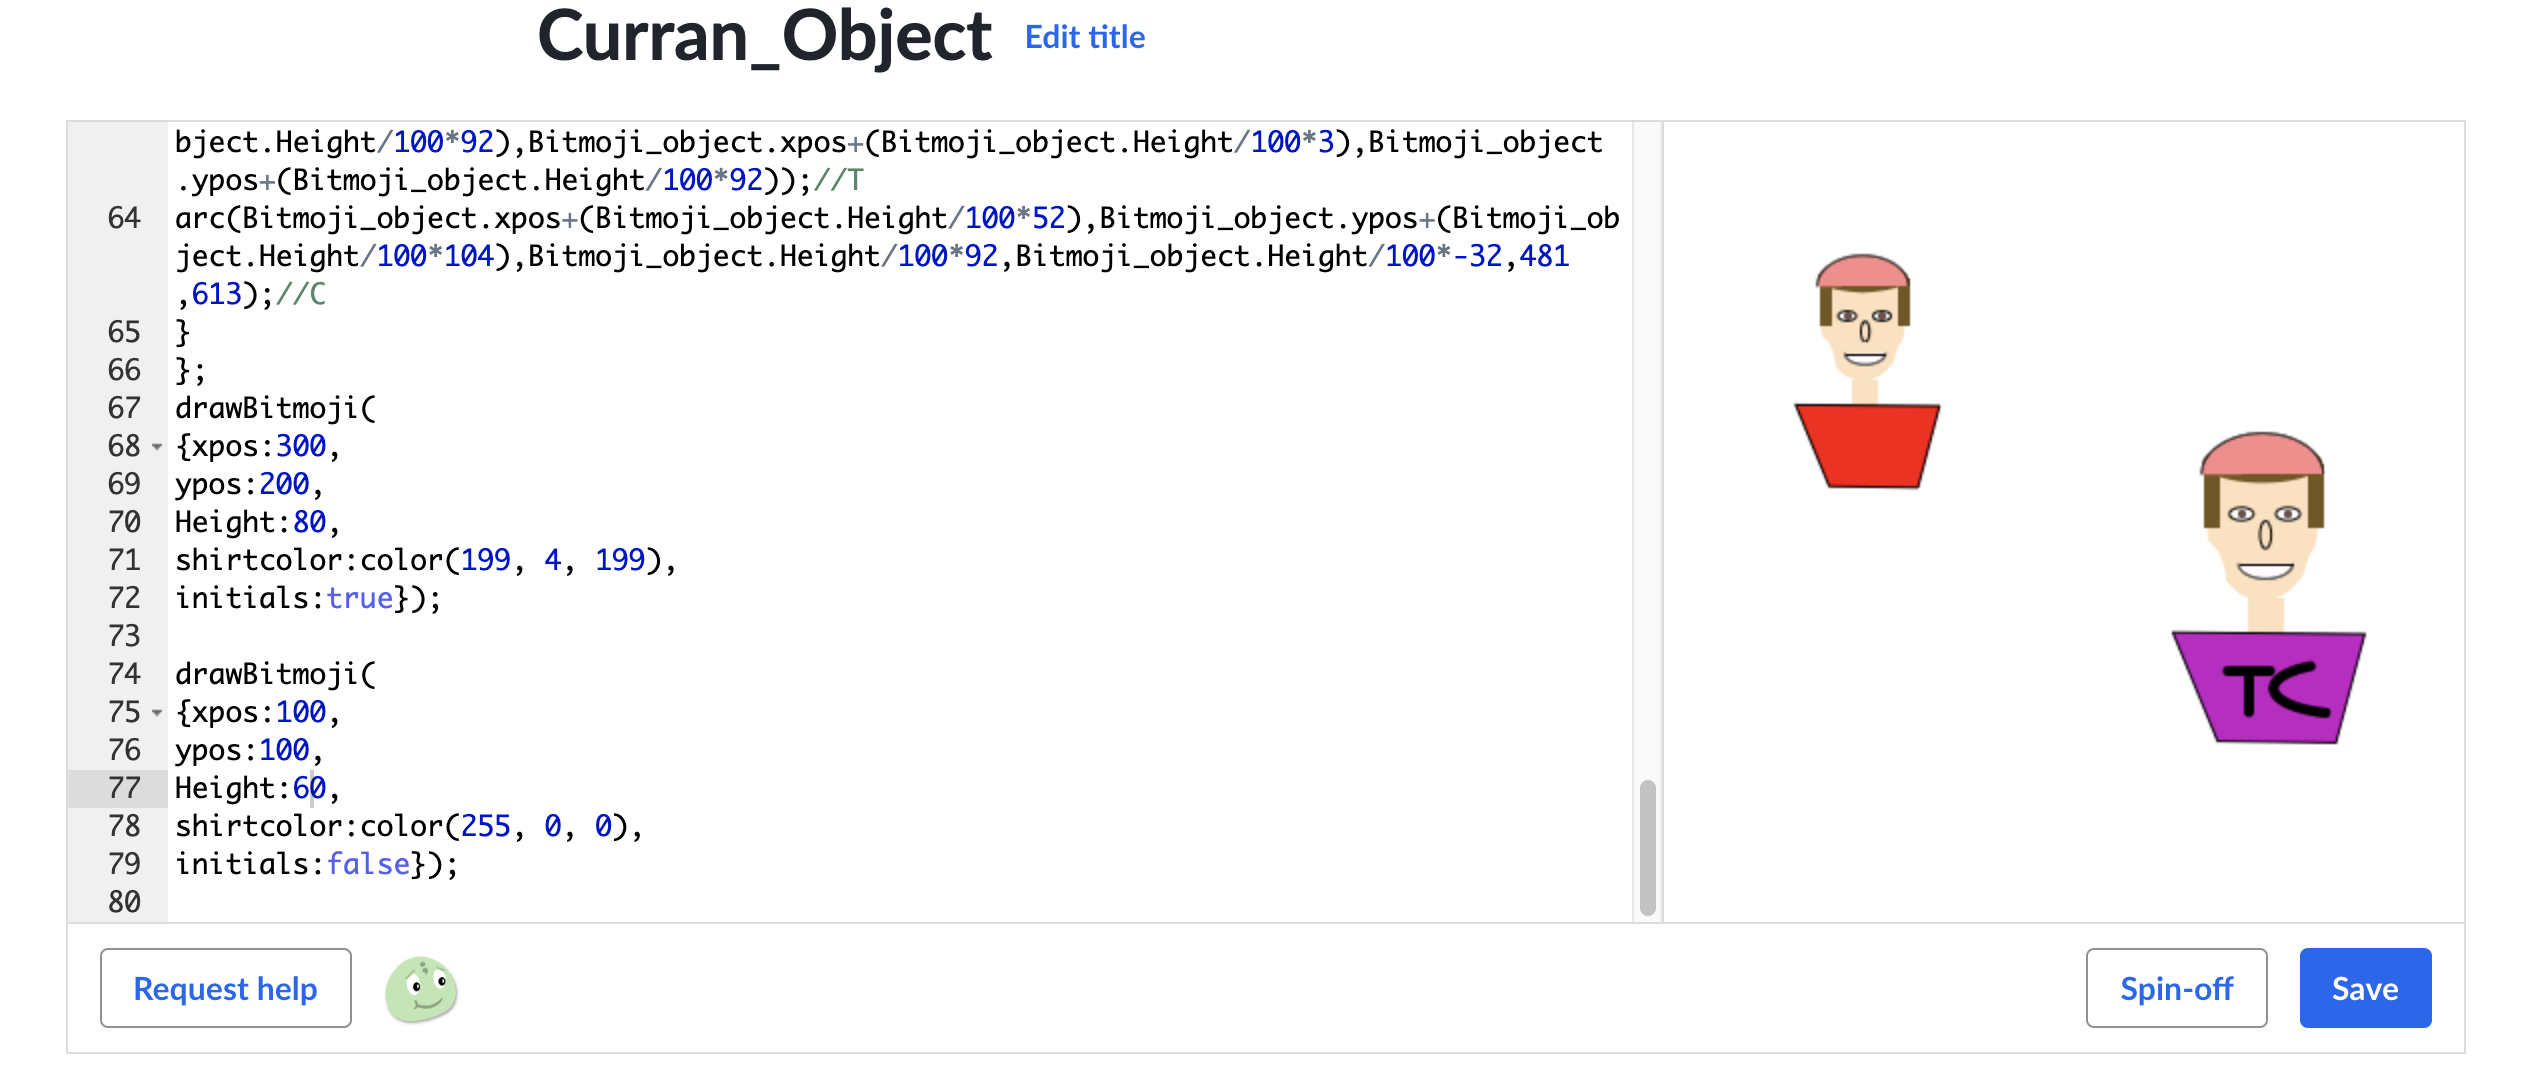 Curran_Object Edit title
bject.Height/100*92),Bitmoji_object.xpos+(Bitmoji_object.Height/100*3),Bitmoji_object
.ypos+(Bitmoji_object.Height/100*92));//T
64 arc(Bitmoji_object.xpos+(Bitmoji_object.Height/100*52),Bitmoji_object.ypos+(Bitmoji_ob
ject.Height/100*104),Bitmoji_object.Height/100*92,Bitmoji_object.Height/100*-32,481
,613);//C
65 }
66 };
67 drawBitmoji(
68 {xpos:300,
69 ypos:200,
70 Height:80,
71 shirtcolor:color(199, 4, 199),
72 initials:true});
73
74 drawBitmoji(
75 {xpos:100,
76 ypos:100,
77 Height:60,
78 shirtcolor:color(255, 0, 0),
79 initials:false});
80
TC
Request help
Spin-off
Save